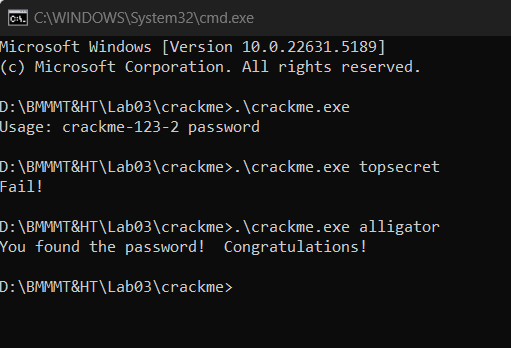 C:\WINDOWS\System32\cmd.exe
Microsoft Windows [Version 10.0.22631.5189]
(c) Microsoft Corporation. All rights reserved.
D:\BMMMT&HT\Lab03\crackme>.\crackme.exe
Usage: crackme-123-2 password
D:\BMMMT&HT\Lab03\crackme>.\crackme.exe topsecret
Fail!
D:\BMMMT&HT\Lab03\crackme>.\crackme.exe alligator
You found the password!  Congratulations!
D:\BMMMT&HT\Lab03\crackme>